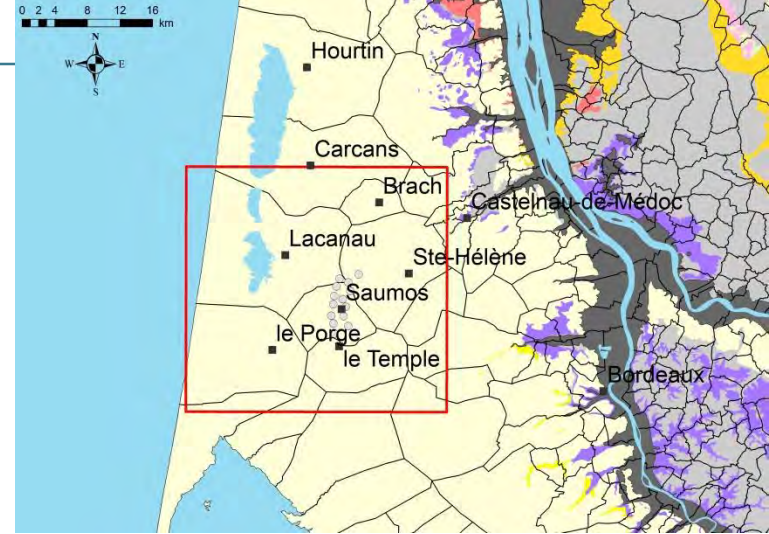 0 2 4 8 12 16
km
N
W E
S
Hourtin
Carcans
Brach
Castelnau-de-Médoc
Lacanau
Ste-Hélène
Saumos
le Porge
le Temple
Bordeaux